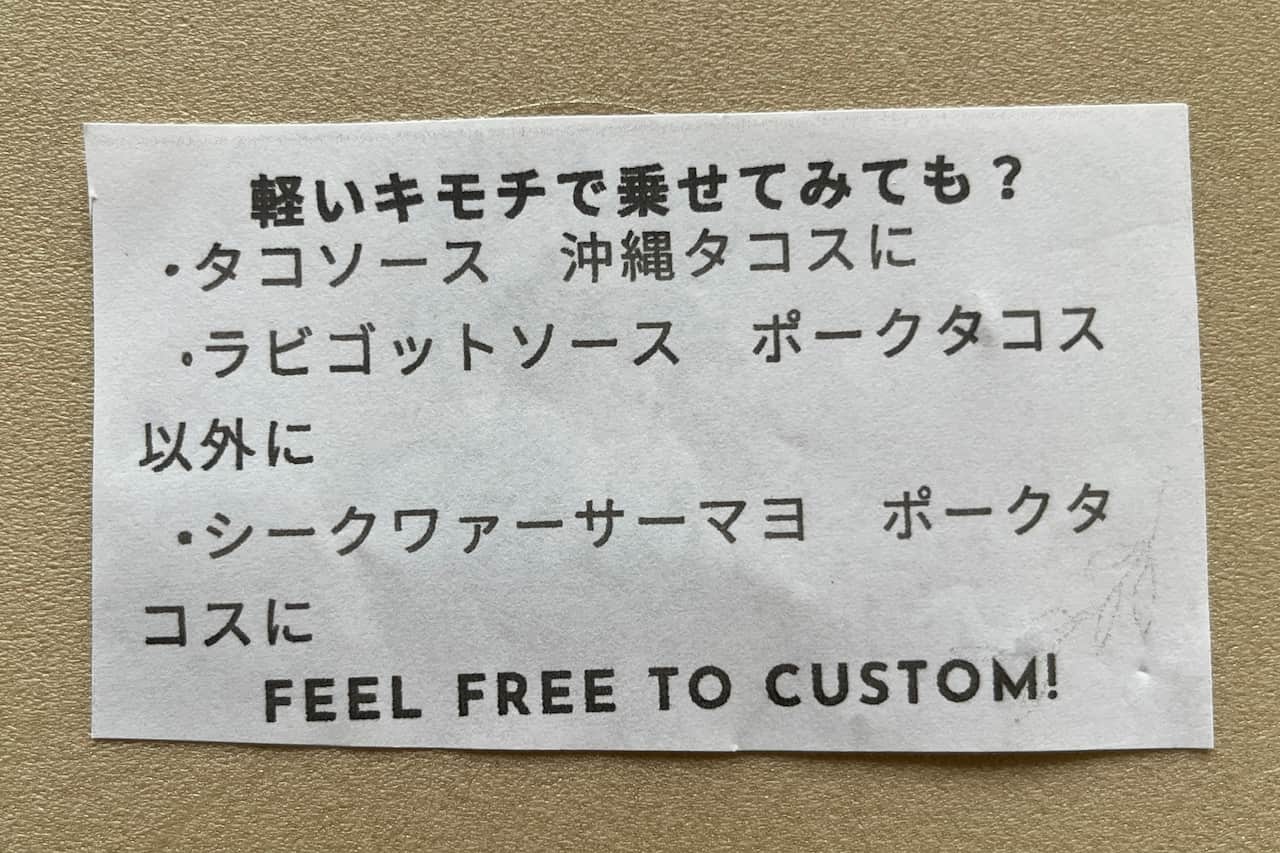 軽いキモチで乗せてみても？
・タコソース　沖縄タコスに
・ラビゴットソース　ポークタコス
以外に
・シークワァーサーマヨ　ポークタ
コスに
FEEL FREE TO CUSTOM!